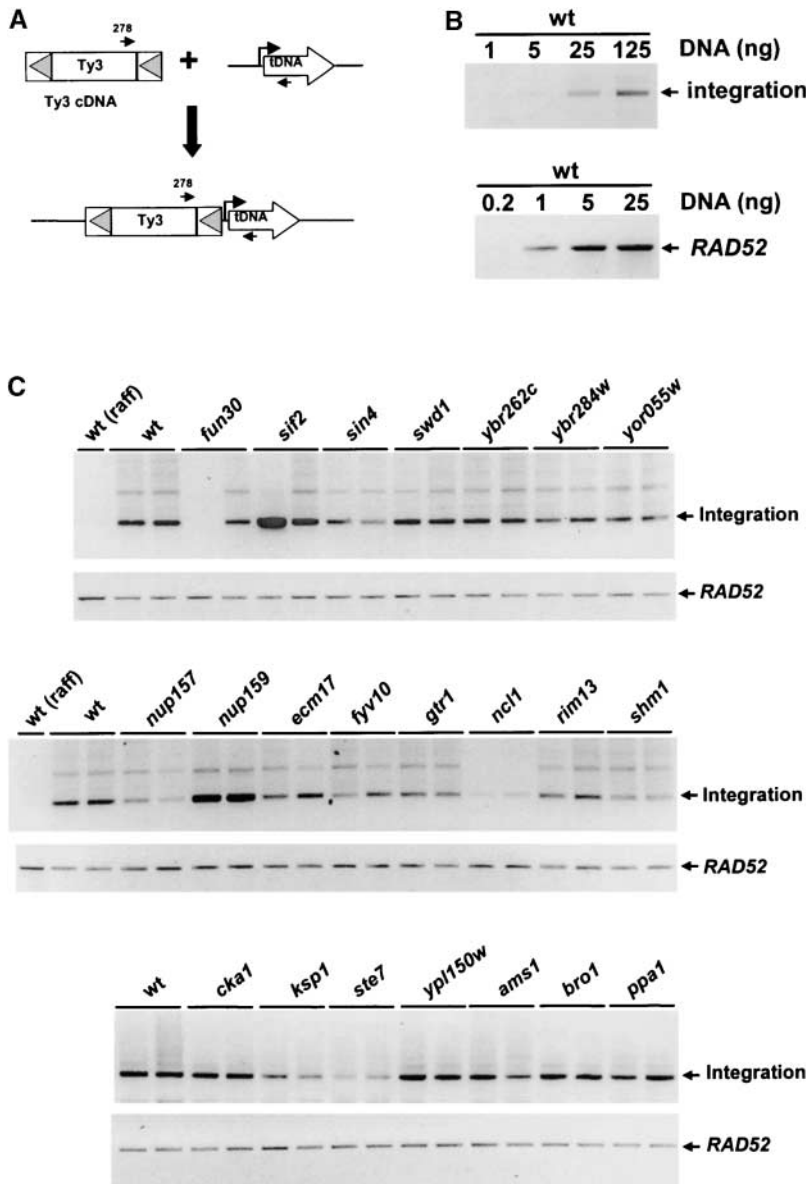 A
278
Ty3
+
tDNA
Ty3 cDNA
278
Ty3
tDNA
B
wt
1 5 25 125 DNA (ng)
integration
wt
0.2 1 5 25 DNA (ng)
RAD52
C
wt (raff) wt fun30 sif2 sin4 swd1 ybr262c ybr284w yor055w
Integration
RAD52
wt (raff) wt nup157 nup159 ecm17 fyv10 gtr1 ncl1 rim13 shm1
Integration
RAD52
wt cka1 ksp1 ste7 ypl150w ams1 bro1 ppa1
Integration
RAD52